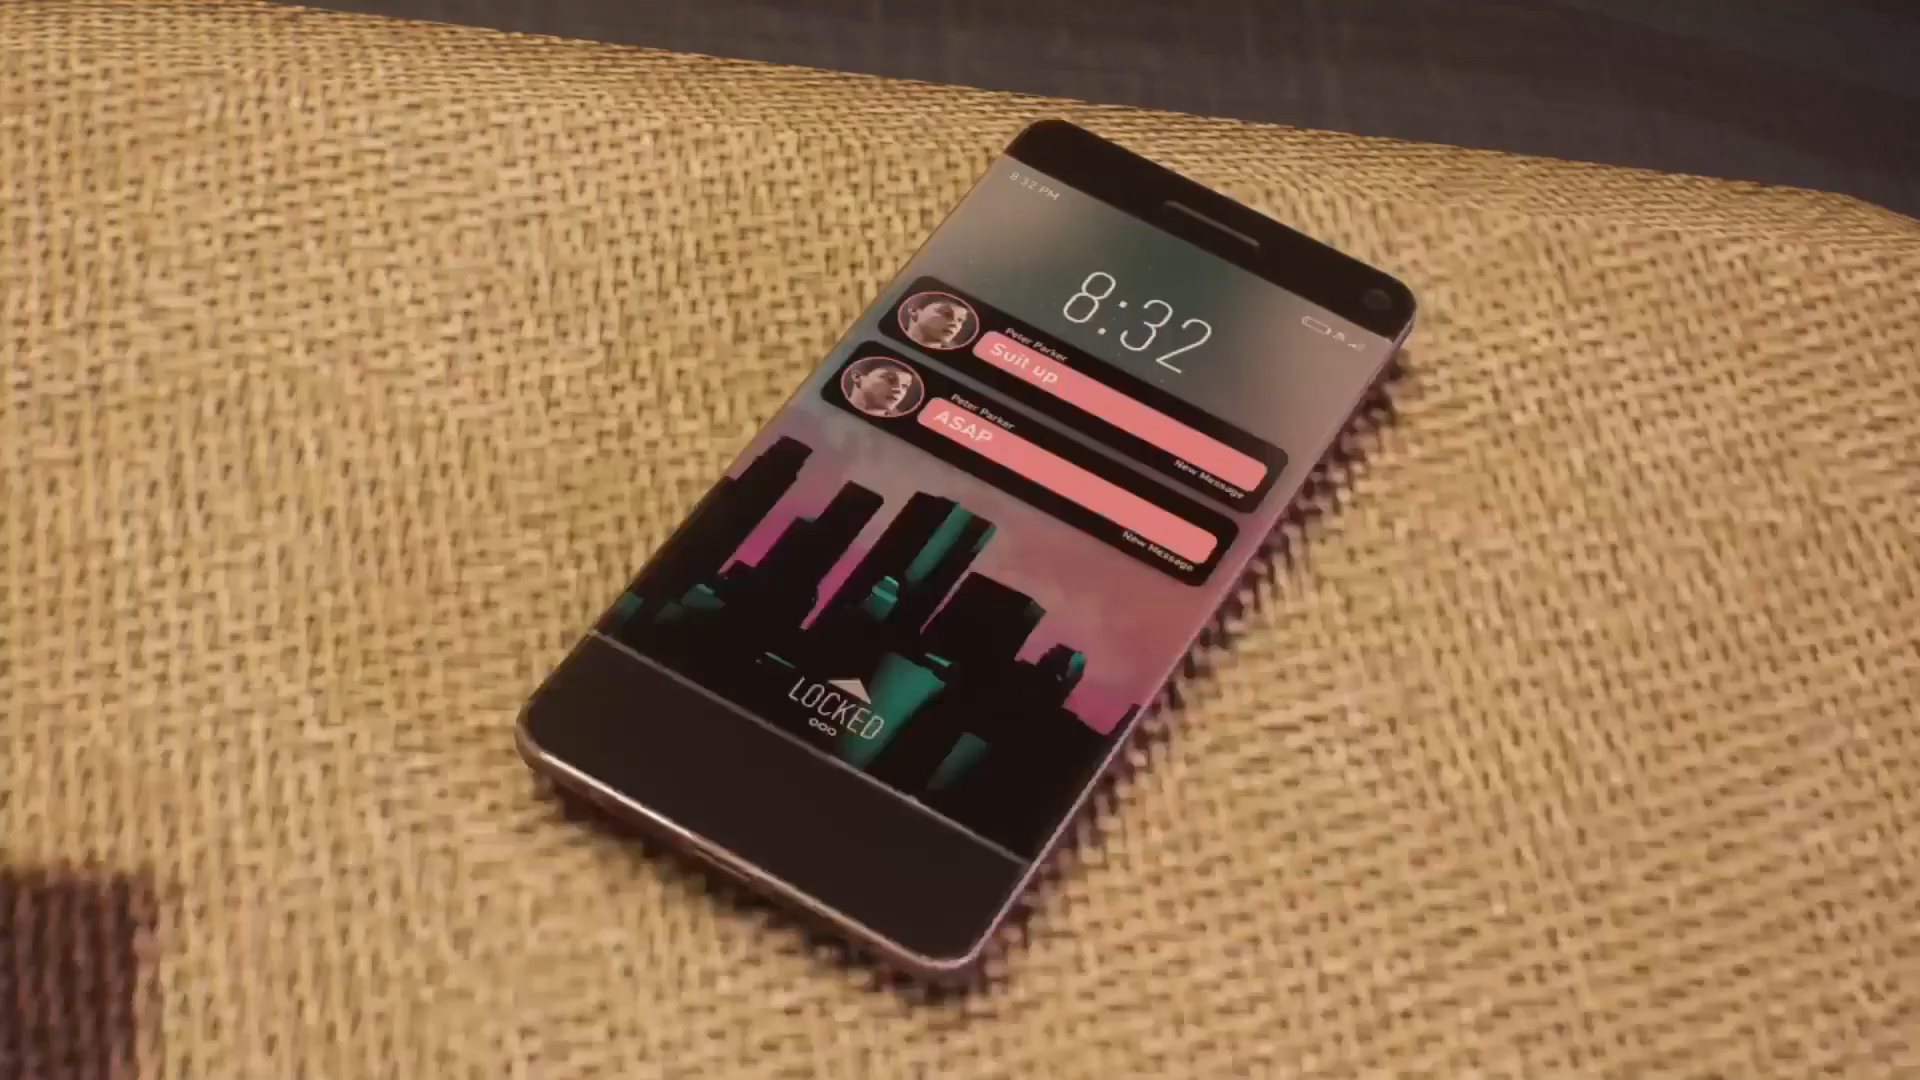 8:32 PM
8:32
Peter Parker
Suit up
New Message
Peter Parker
ASAP
New Message
LOCKED